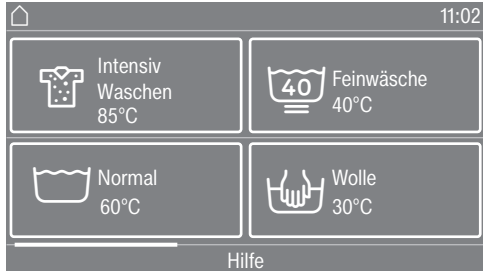 11:02
Intensiv
Waschen
85°C
40
Feinwäsche
40°C
Normal
60°C
Wolle
30°C
Hilfe